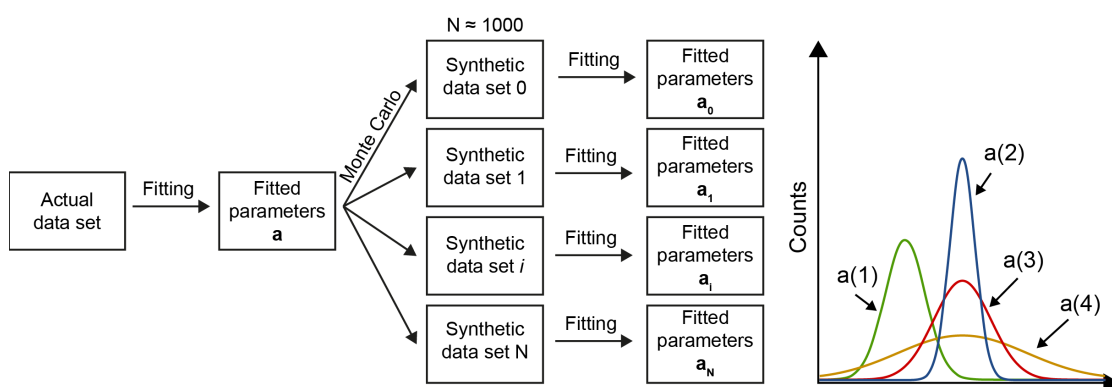 Actual
data set
Fitting
Fitted
parameters
a
Monte Carlo
N ≈ 1000
Synthetic
data set 0
Fitting
Fitted
parameters
a0
Synthetic
data set 1
Fitting
Fitted
parameters
a1
Synthetic
data set i
Fitting
Fitted
parameters
ai
Synthetic
data set N
Fitting
Fitted
parameters
aN
Counts
a(1)
a(2)
a(3)
a(4)